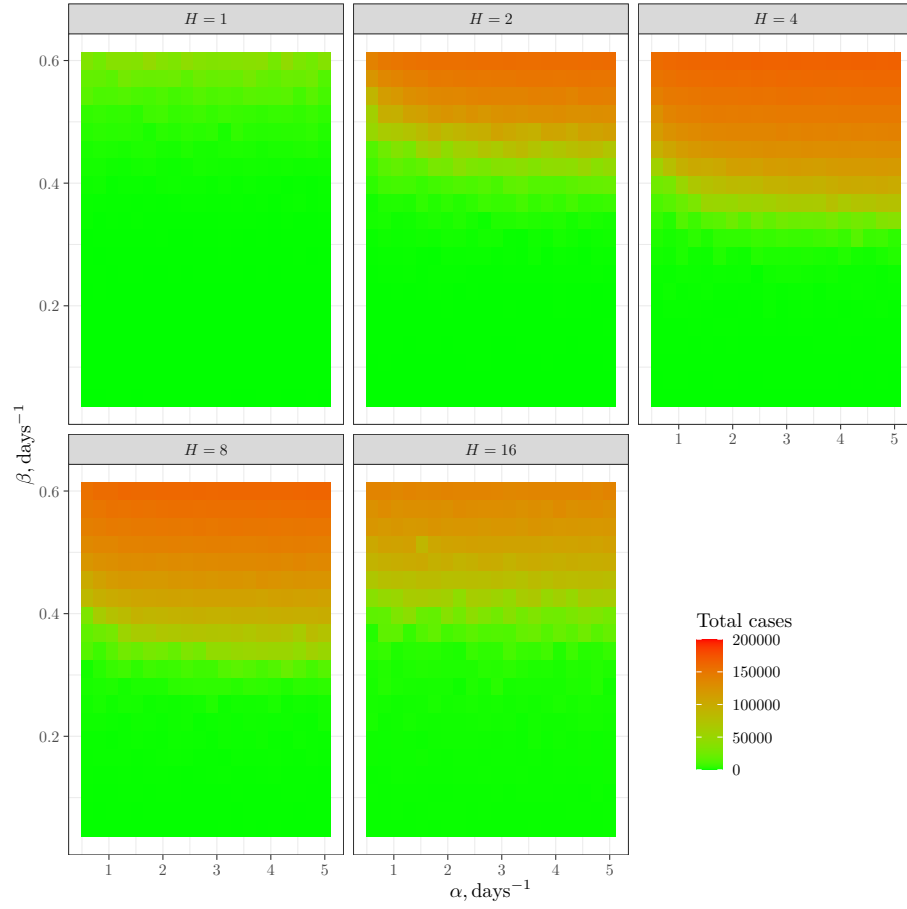 H = 1
H = 2
H = 4
0.6
0.4
0.2
1 2 3 4 5
H = 8
H = 16
0.6
0.4
0.2
1 2 3 4 5
1 2 3 4 5
β, days⁻¹
α, days⁻¹
Total cases
200000
150000
100000
50000
0